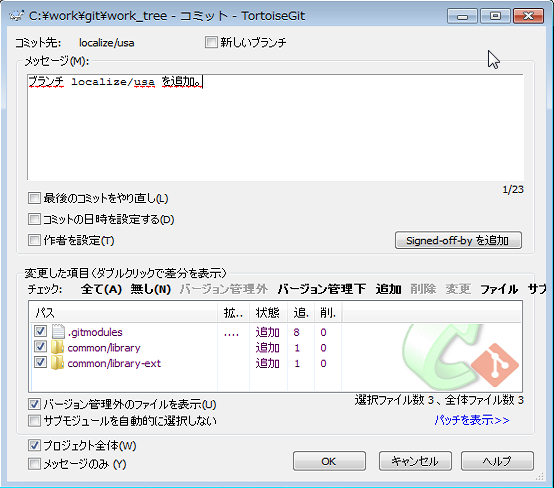 C:¥work¥git¥work_tree - コミット - TortoiseGit
コミット先: localize/usa 新しいブランチ
メッセージ(M):
ブランチ localize/usa を追加。
1/23
最後のコミットをやり直し(L)
コミットの日時を設定する(D)
作者を設定(T)
Signed-off-by を追加
変更した項目(ダブルクリックで差分を表示)
チェック: 全て(A) 無し(N) バージョン管理外 バージョン管理下 追加 削除 変更 ファイル サブ
パス 拡.. 状態 追. 削.
.gitmodules .... 追加 8 0
common/library 追加 1 0
common/library-ext 追加 1 0
バージョン管理外のファイルを表示(U)
選択ファイル数 3 、全体ファイル数 3
サブモジュールを自動的に選択しない
パッチを表示>>
プロジェクト全体(W)
メッセージのみ (Y)
OK キャンセル ヘルプ